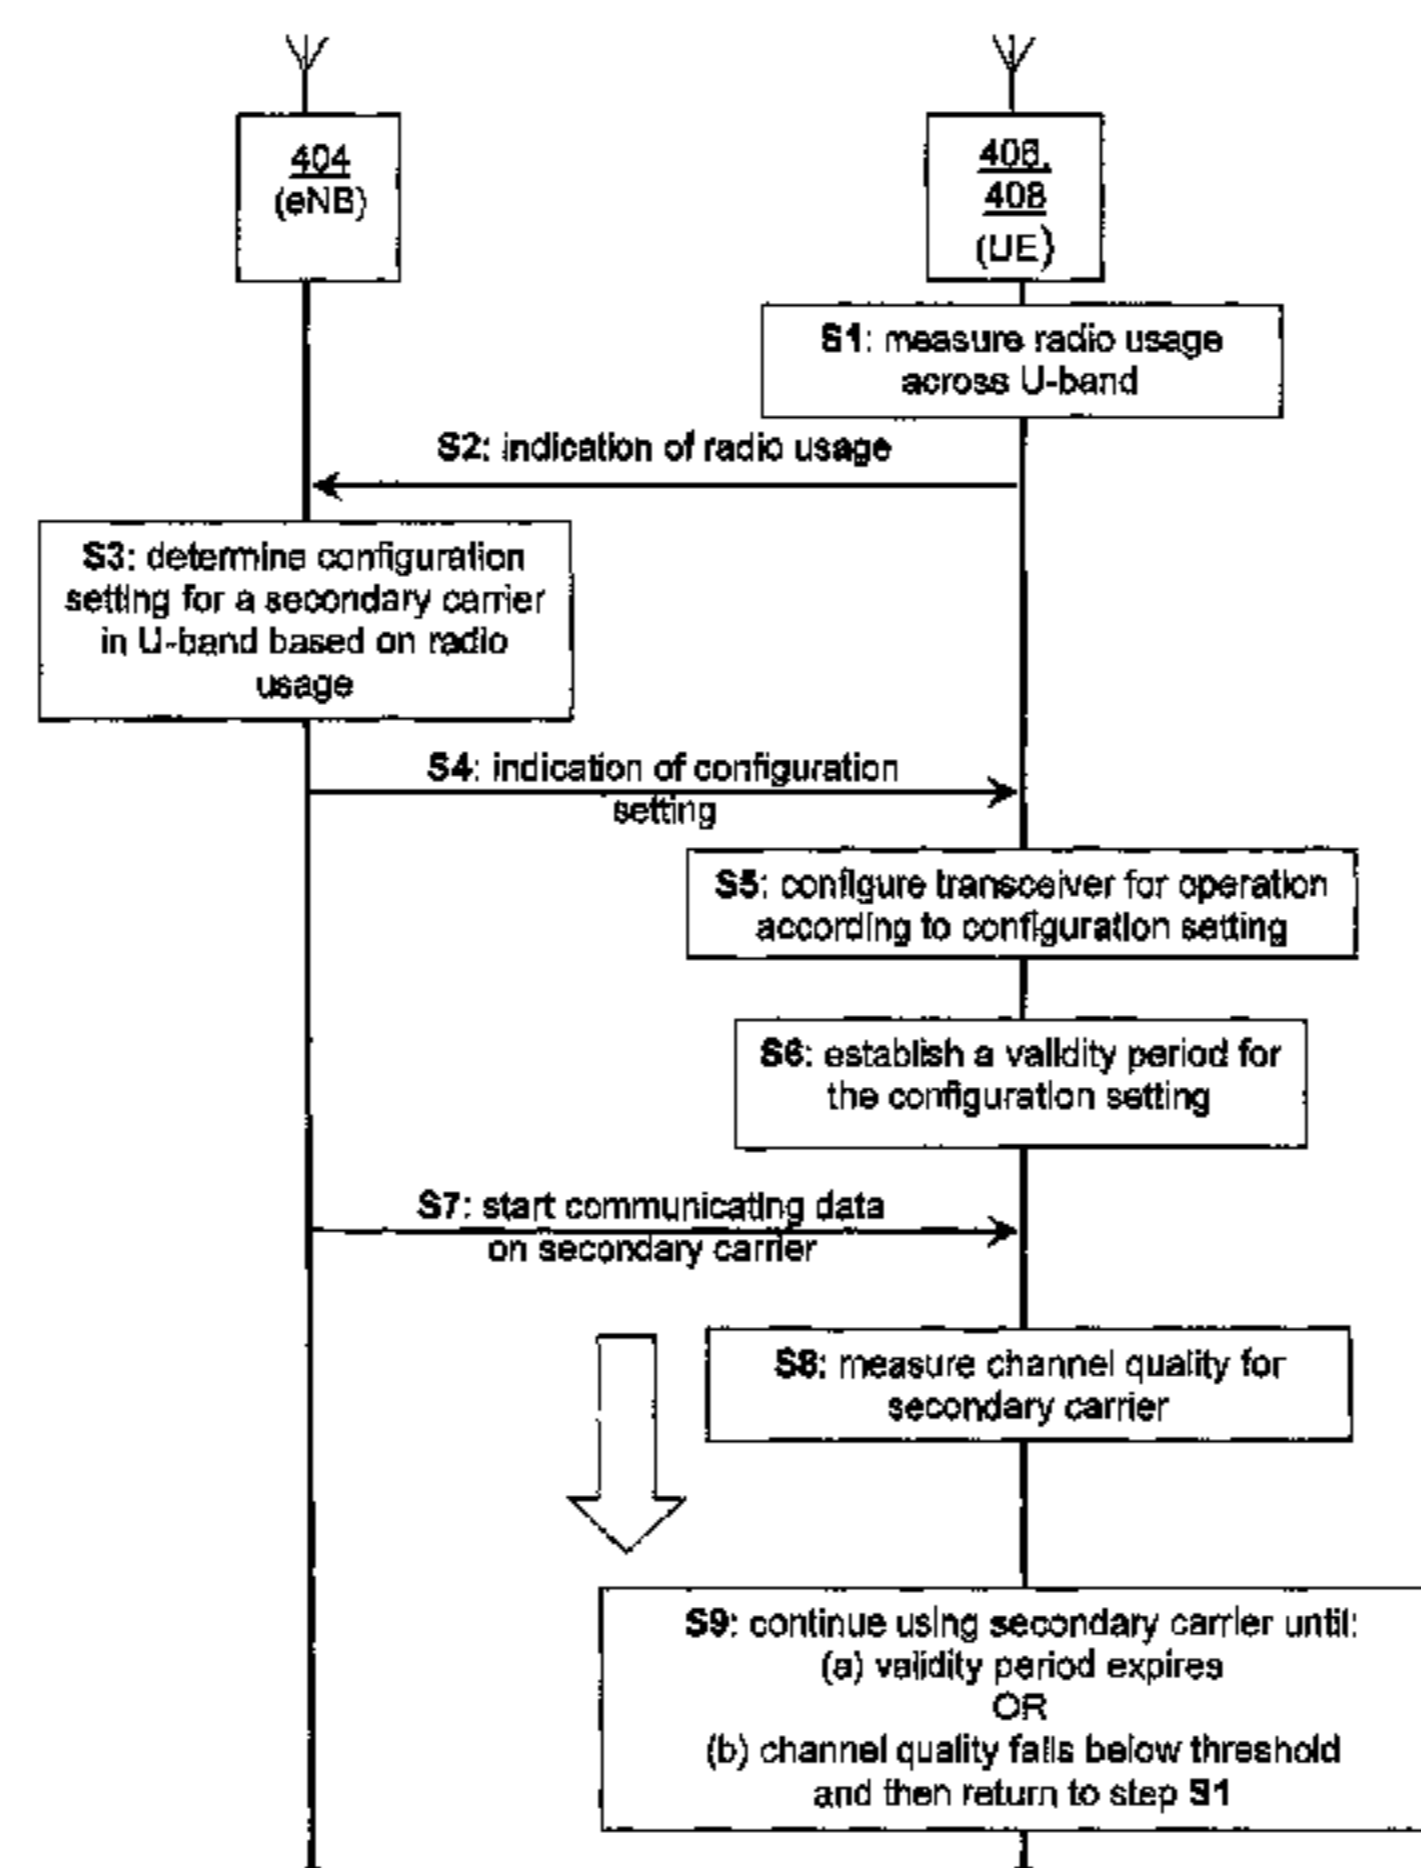 404
(eNB)
406,
408
(UE)
S1: measure radio usage
across U-band
S2: indication of radio usage
S3: determine configuration
setting for a secondary carrier
in U-band based on radio
usage
S4: indication of configuration
setting
S5: configure transceiver for operation
according to configuration setting
S6: establish a validity period for
the configuration setting
S7: start communicating data
on secondary carrier
S8: measure channel quality for
secondary carrier
S9: continue using secondary carrier until:
(a) validity period expires
OR
(b) channel quality falls below threshold
and then return to step S1